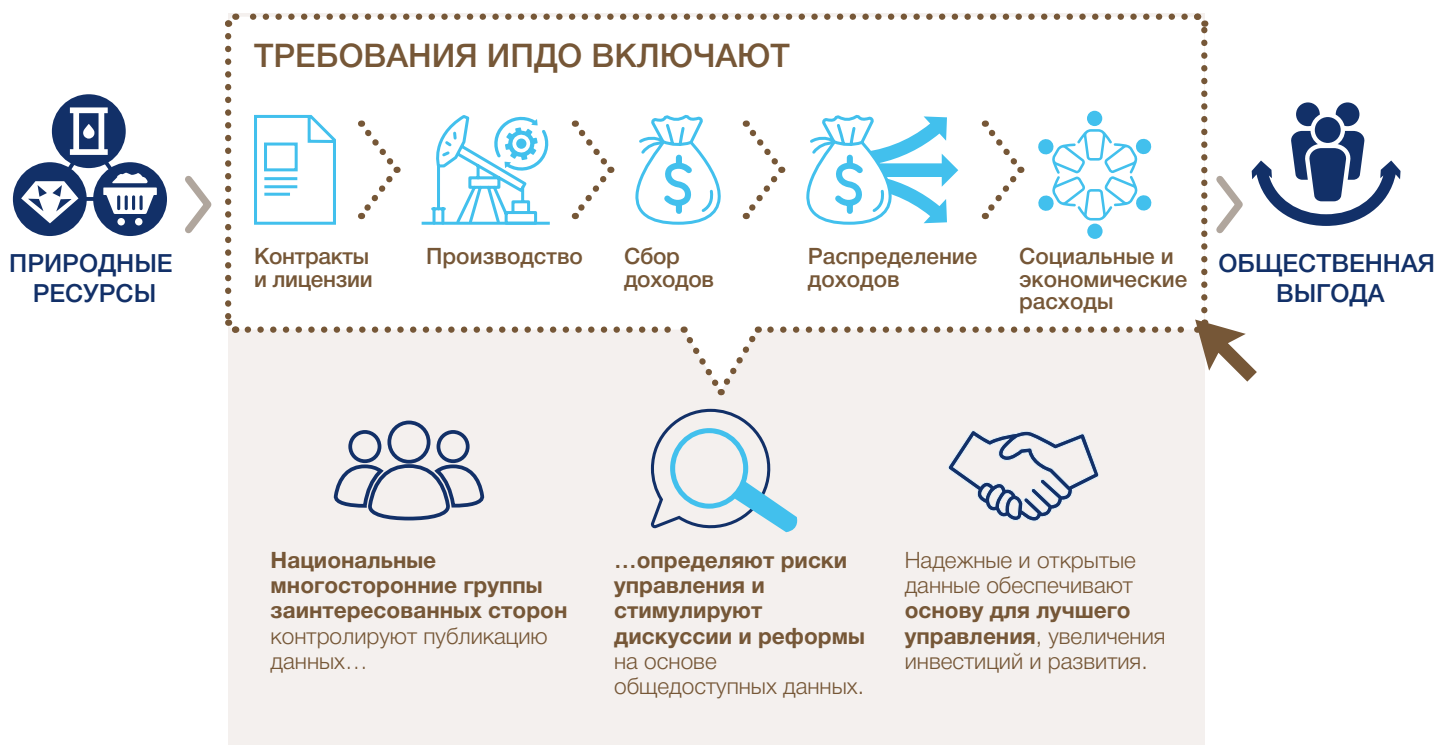 ТРЕБОВАНИЯ ИПДО ВКЛЮЧАЮТ
ПРИРОДНЫЕ
РЕСУРСЫ
Контракты
и лицензии
Производство
Сбор
доходов
Распределение
доходов
Социальные и
экономические
расходы
ОБЩЕСТВЕННАЯ
ВЫГОДА
Национальные
многосторонние группы
заинтересованных сторон
контролируют публикацию
данных…
…определяют риски
управления и
стимулируют
дискуссии и реформы
на основе
общедоступных данных.
Надежные и открытые
данные обеспечивают
основу для лучшего
управления, увеличения
инвестиций и развития.